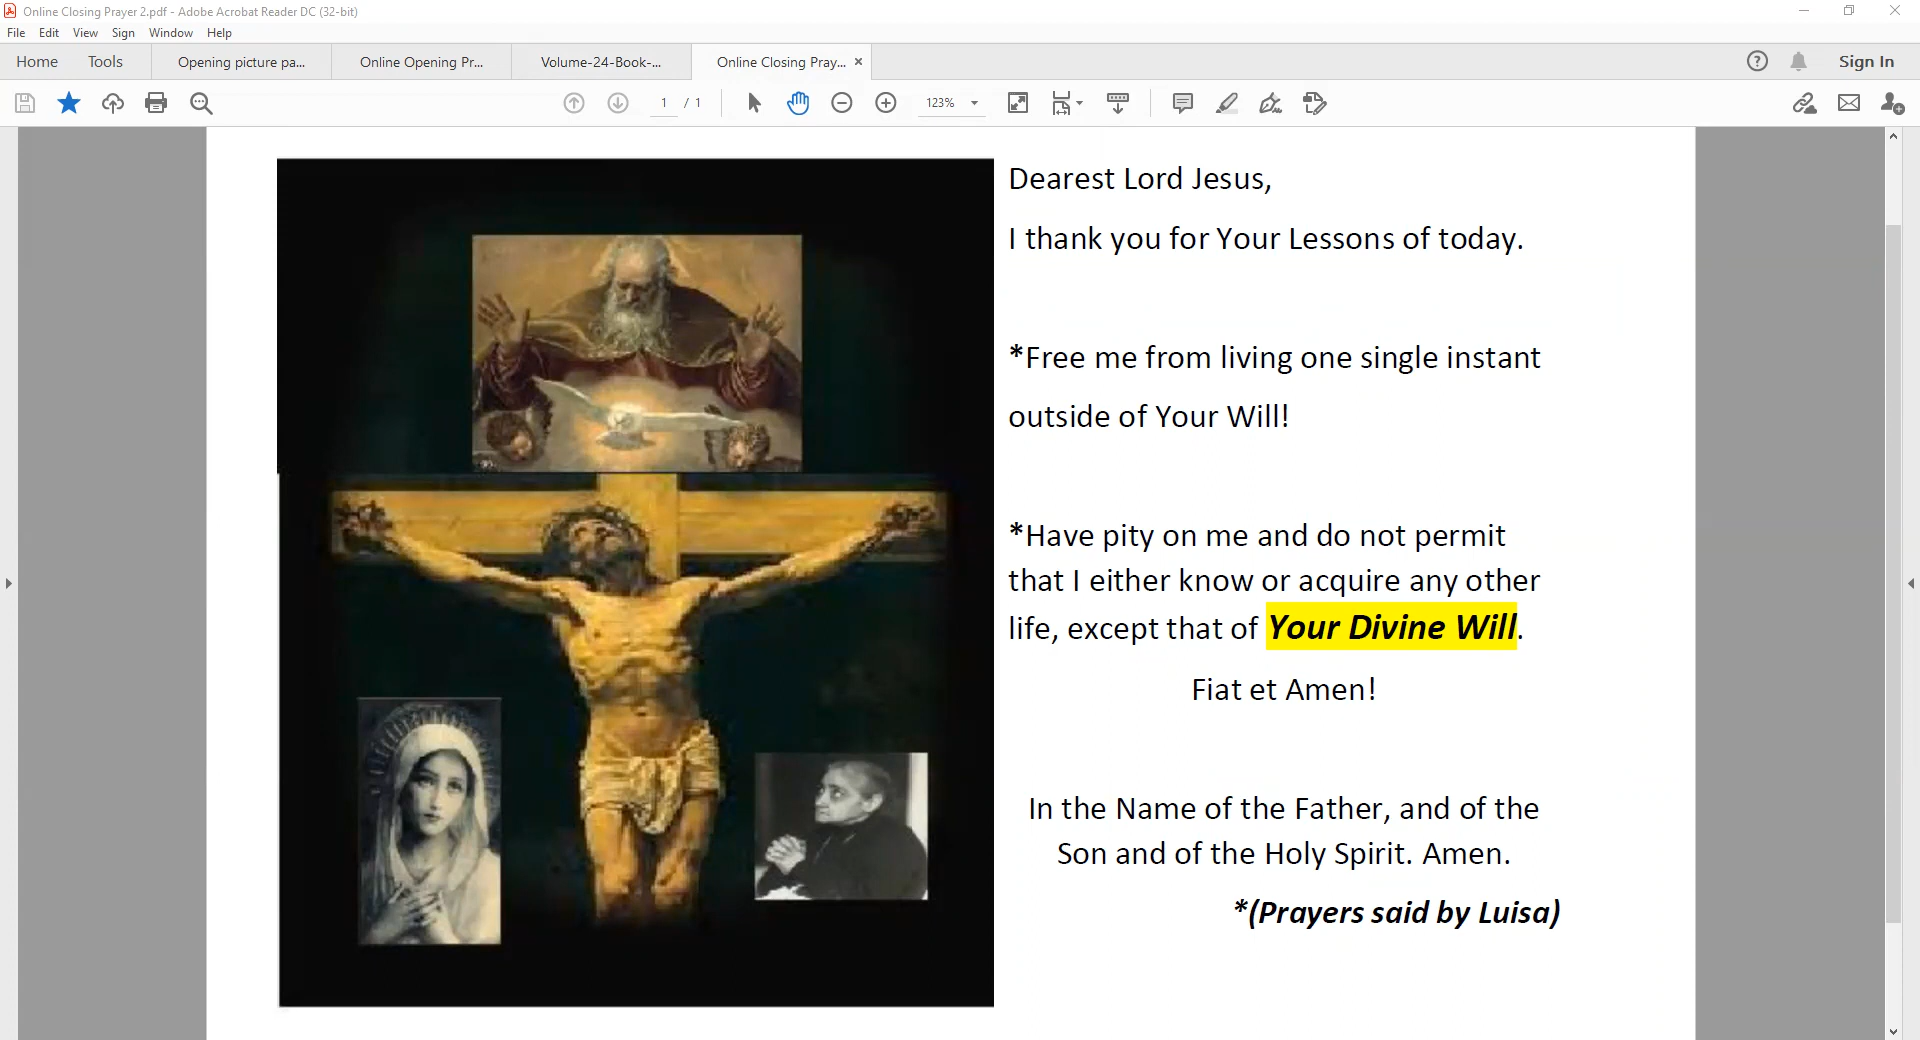 Online Closing Prayer 2.pdf - Adobe Acrobat Reader DC (32-bit)
File Edit View Sign Window Help
Home Tools Opening picture pa... Online Opening Pr... Volume-24-Book-... Online Closing Pray... × Sign In
1 / 1 123%
Dearest Lord Jesus,
I thank you for Your Lessons of today.
*Free me from living one single instant
outside of Your Will!
*Have pity on me and do not permit
that I either know or acquire any other
life, except that of Your Divine Will.
Fiat et Amen!
In the Name of the Father, and of the
Son and of the Holy Spirit. Amen.
*(Prayers said by Luisa)